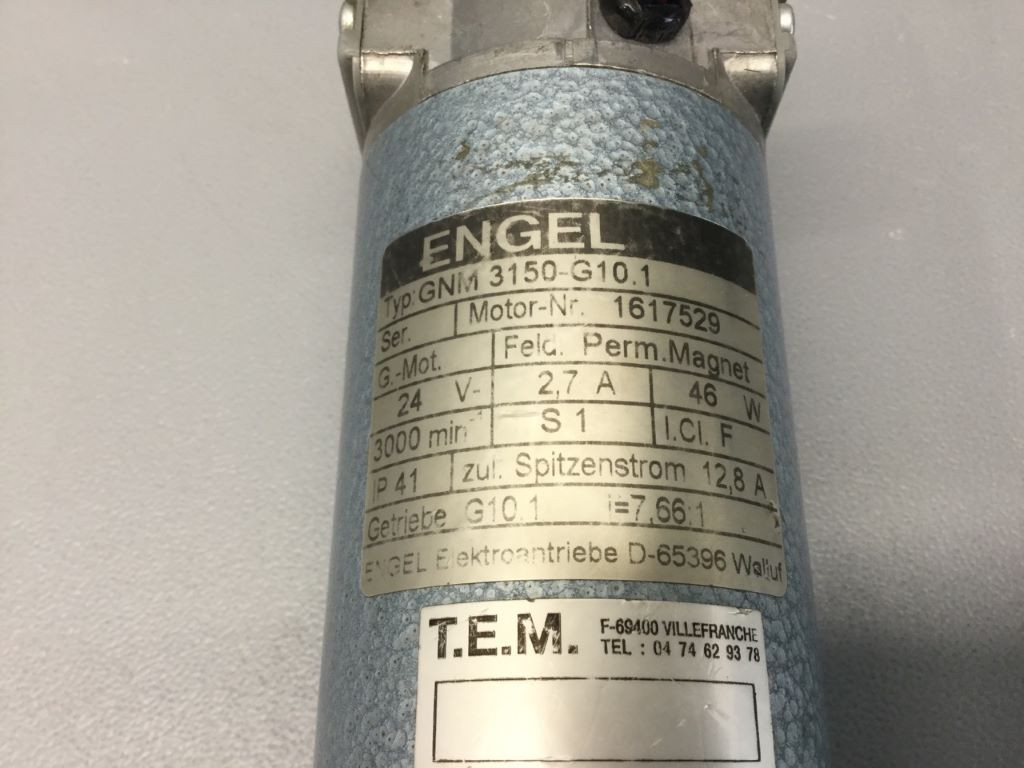 ENGEL
Typ: GNM 3150-G10.1
Ser. Motor-Nr. 1617529
G.-Mot. Feld. Perm.Magnet
24 V- 2,7 A 46 W
3000 min⁻¹ S 1 I.Cl. F
IP 41 zul. Spitzenstrom 12,8 A
Getriebe G10.1 i=7,66:1
ENGEL Elektroantriebe D-65396 Walluf
T.E.M. F-69400 VILLEFRANCHE
TEL : 04 74 62 93 78